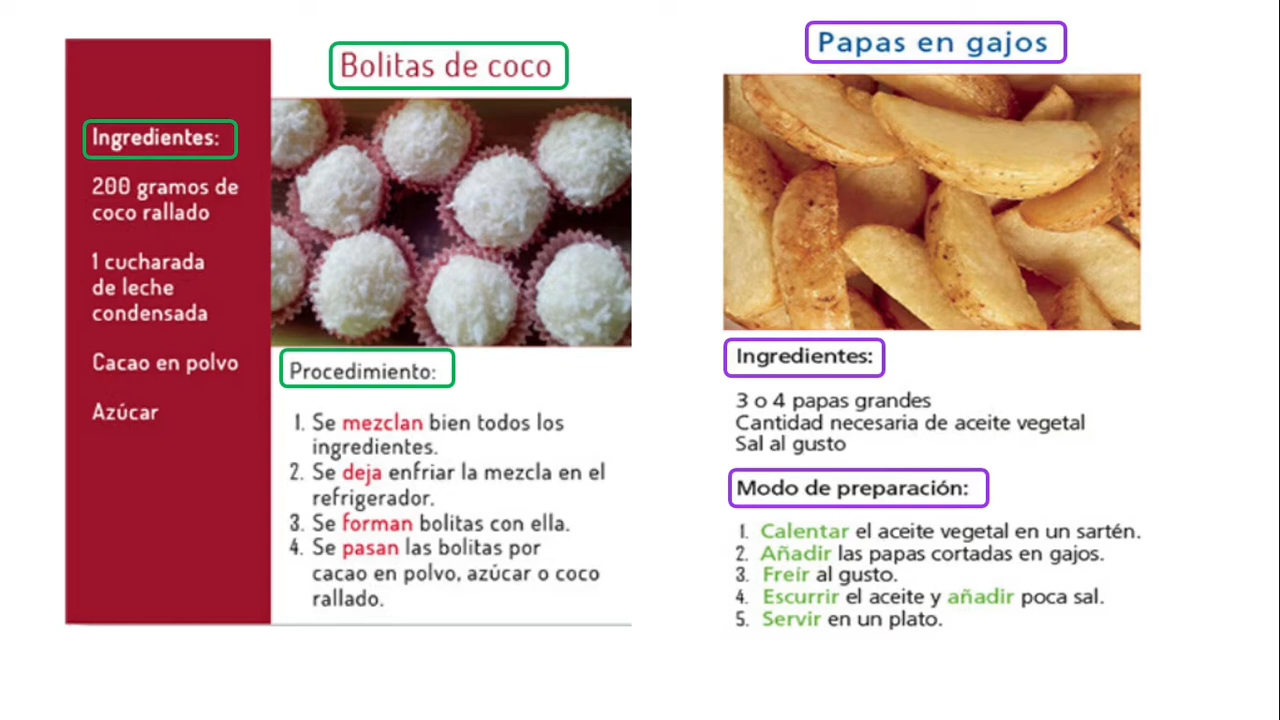 Bolitas de coco
Ingredientes:
200 gramos de
coco rallado
1 cucharada
de leche
condensada
Cacao en polvo
Azúcar
Procedimiento:
1. Se mezclan bien todos los
ingredientes.
2. Se deja enfriar la mezcla en el
refrigerador.
3. Se forman bolitas con ella.
4. Se pasan las bolitas por
cacao en polvo, azúcar o coco
rallado.
Papas en gajos
Ingredientes:
3 o 4 papas grandes
Cantidad necesaria de aceite vegetal
Sal al gusto
Modo de preparación:
1. Calentar el aceite vegetal en un sartén.
2. Añadir las papas cortadas en gajos.
3. Freír al gusto.
4. Escurrir el aceite y añadir poca sal.
5. Servir en un plato.